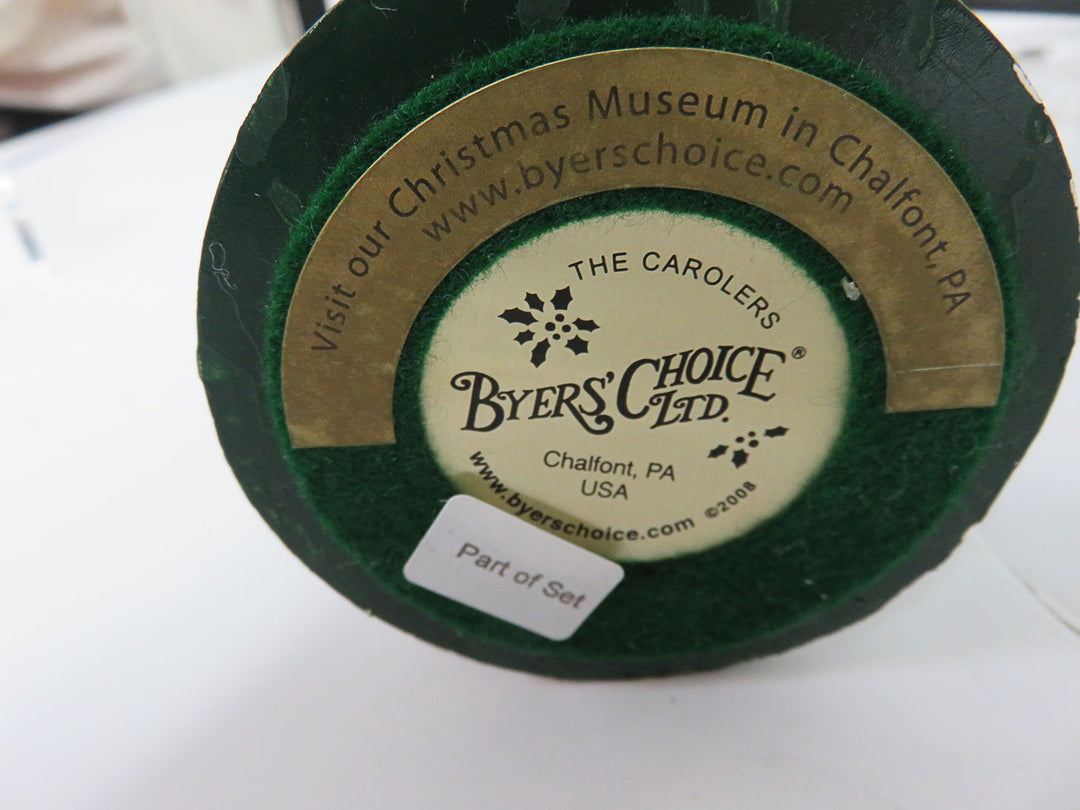 Visit our Christmas Museum in Chalfont, PA
www.byerschoice.com
THE CAROLERS
BYERS' CHOICE LTD.®
Chalfont, PA
USA
www.byerschoice.com ©2008
Part of Set